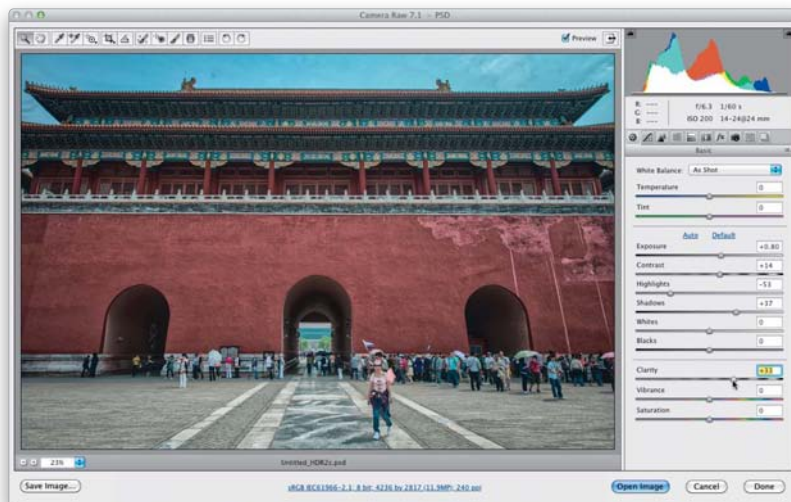 Camera Raw 7.1 – PSD
Preview
R: ---
G: ---
B: ---
f/6.3 1/60 s
ISO 200 14-24@24 mm
Basic
White Balance: As Shot
Temperature 0
Tint 0
Auto Default
Exposure +0.80
Contrast +14
Highlights -53
Shadows +37
Whites 0
Blacks 0
Clarity +33
Vibrance 0
Saturation 0
23%
Untitled_HDR2c.psd
Save Image...
sRGB IEC61966-2.1; 8 bit; 4236 by 2817 (11.9MP); 240 ppi
Open Image
Cancel
Done